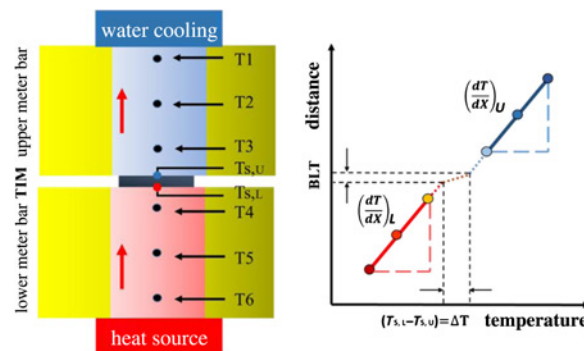 water cooling
upper meter bar
TIM
lower meter bar
T1
T2
T3
Ts,U
Ts,L
T4
T5
T6
heat source
distance
BLT
(dT/dX)U
(dT/dX)L
(Ts, L–Ts, U)=ΔT
temperature